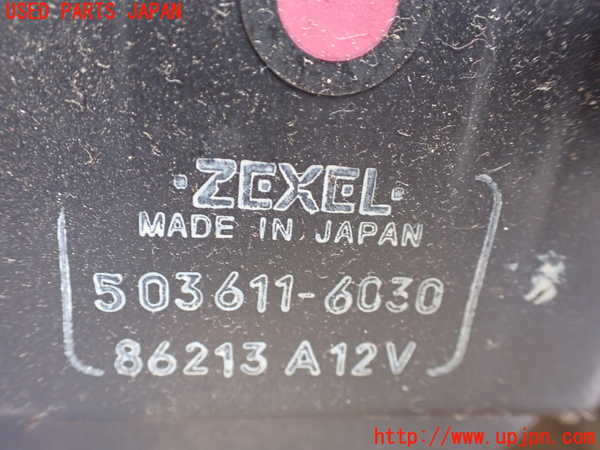 USED PARTS JAPAN
·ZEXEL·
MADE IN JAPAN
503611-6030
86213 A12V
http://www.upjpn.com